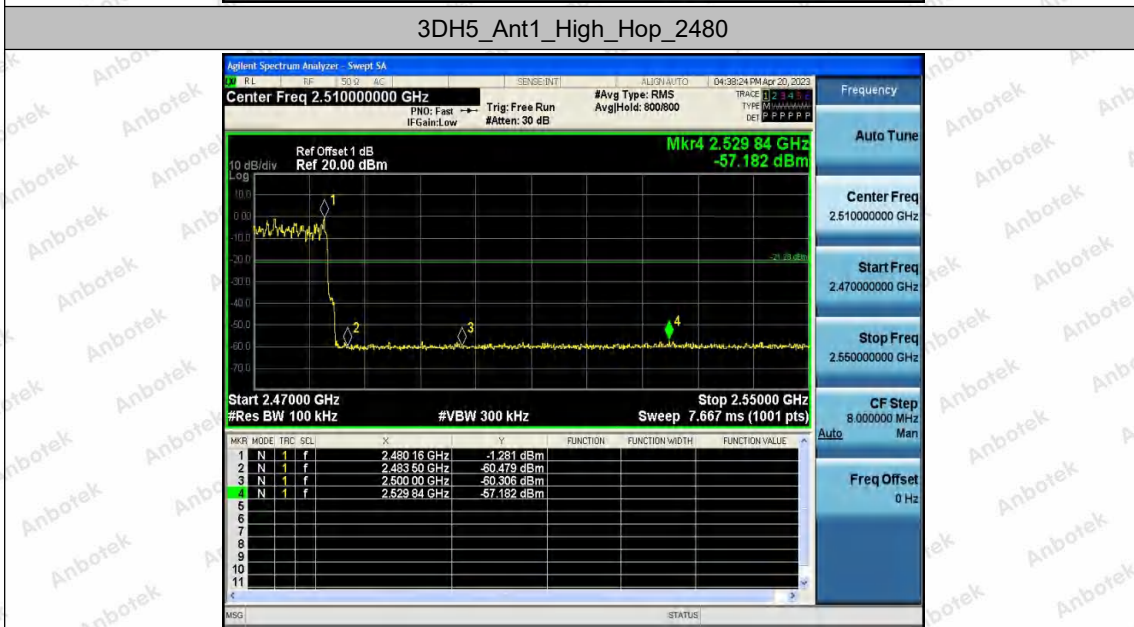 3DH5_Ant1_High_Hop_2480
Agilent Spectrum Analyzer - Swept SA
RL RF 50 Ω AC SENSE:INT ALIGN AUTO 04:38:24 PM Apr 20, 2023
Center Freq 2.510000000 GHz
PNO: Fast
IFGain:Low
Trig: Free Run
#Atten: 30 dB
#Avg Type: RMS
Avg|Hold: 800/800
TRACE 1 2 3 4 5 6
TYPE M
DET P P P P P P
Frequency
Auto Tune
Center Freq
2.510000000 GHz
Start Freq
2.470000000 GHz
Stop Freq
2.550000000 GHz
CF Step
8.000000 MHz
Auto Man
Freq Offset
0 Hz
Mkr4 2.529 84 GHz
-57.182 dBm
Ref Offset 1 dB
10 dB/div Ref 20.00 dBm
Log
10.0
0.00
-10.0
-20.0
-30.0
-40.0
-50.0
-60.0
-70.0
-21.28 dBm
1
2
3
4
Start 2.47000 GHz Stop 2.55000 GHz
#Res BW 100 kHz #VBW 300 kHz Sweep 7.667 ms (1001 pts)
MKR MODE TRC SCL X Y FUNCTION FUNCTION WIDTH FUNCTION VALUE
1 N 1 f 2.480 16 GHz -1.281 dBm
2 N 1 f 2.483 50 GHz -60.479 dBm
3 N 1 f 2.500 00 GHz -60.306 dBm
4 N 1 f 2.529 84 GHz -57.182 dBm
5
6
7
8
9
10
11
MSG STATUS
Anbotek